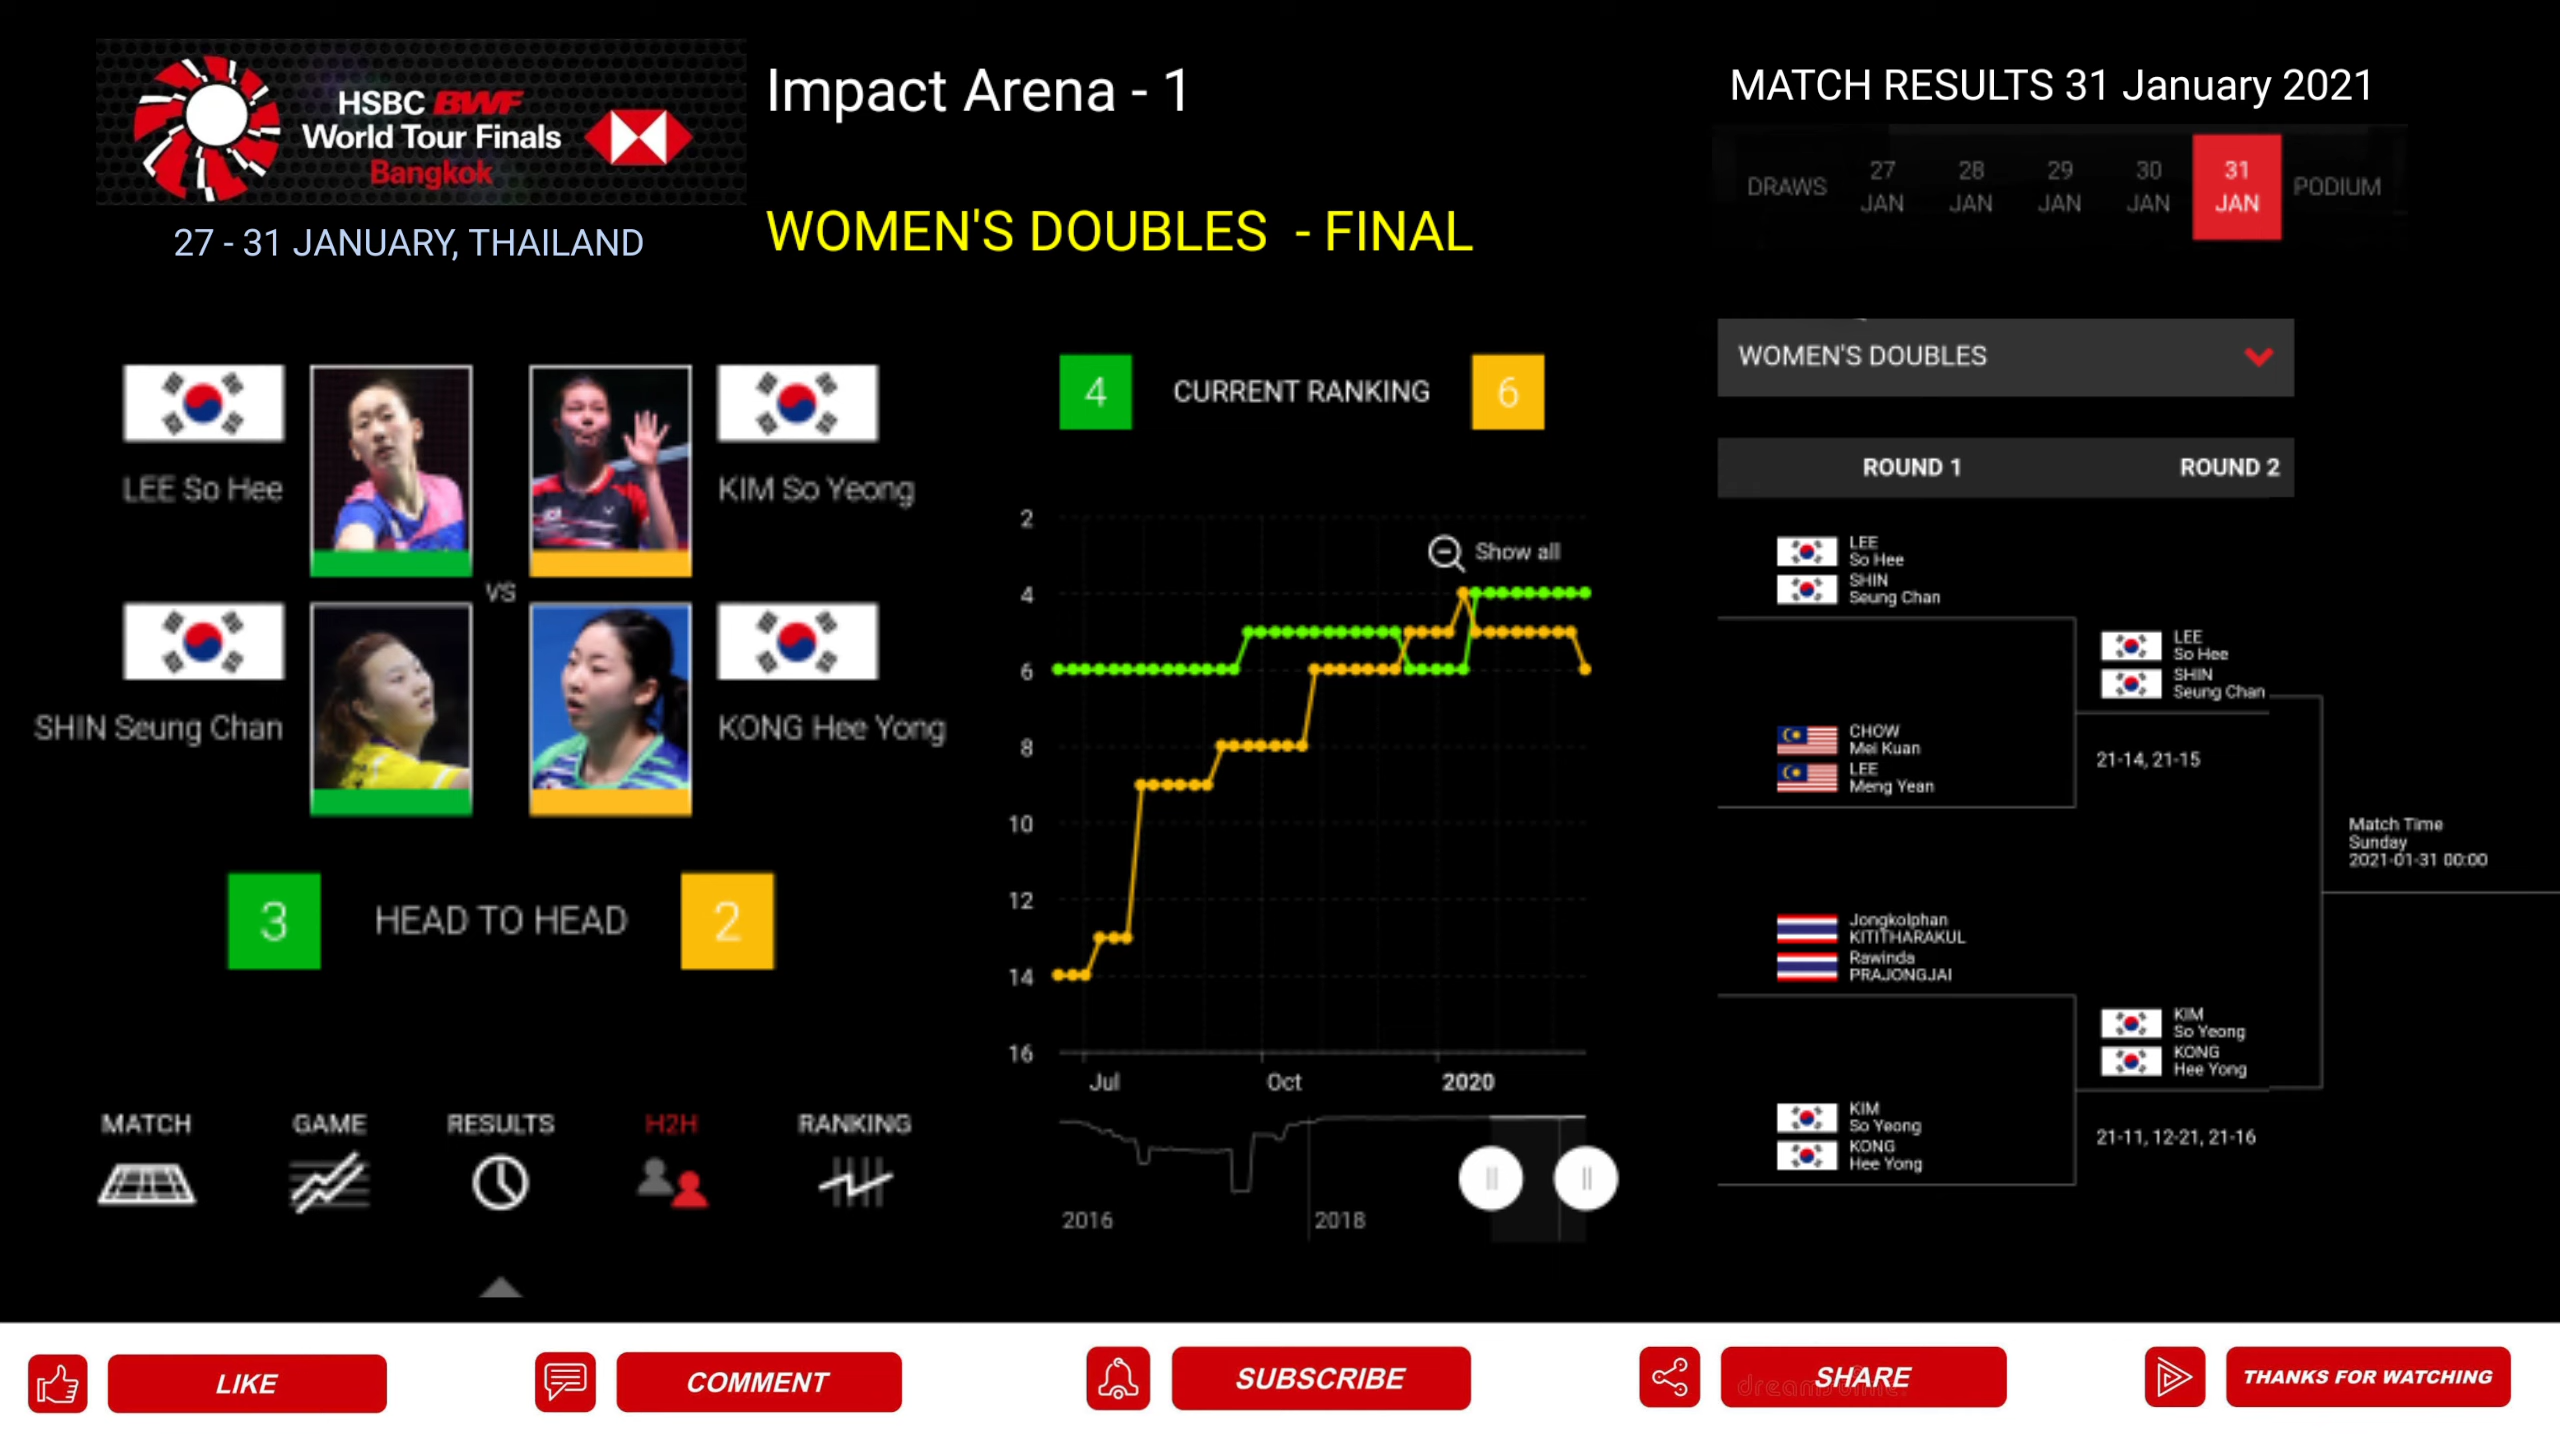 HSBC BWF
World Tour Finals
Bangkok
27 - 31 JANUARY, THAILAND
Impact Arena - 1
WOMEN'S DOUBLES - FINAL
MATCH RESULTS 31 January 2021
DRAWS
27 JAN
28 JAN
29 JAN
30 JAN
31 JAN
PODIUM
LEE So Hee
KIM So Yeong
VS
SHIN Seung Chan
KONG Hee Yong
3 HEAD TO HEAD 2
MATCH
GAME
RESULTS
H2H
RANKING
4 CURRENT RANKING 6
Show all
2
4
6
8
10
12
14
16
Jul
Oct
2020
2016
2018
WOMEN'S DOUBLES
ROUND 1
ROUND 2
LEE
So Hee
SHIN
Seung Chan
CHOW
Mei Kuan
LEE
Meng Yean
Jongkolphan
KITITHARAKUL
Rawinda
PRAJONGJAI
KIM
So Yeong
KONG
Hee Yong
LEE
So Hee
SHIN
Seung Chan
21-14, 21-15
KIM
So Yeong
KONG
Hee Yong
21-11, 12-21, 21-16
Match Time
Sunday
2021-01-31 00:00
LIKE
COMMENT
SUBSCRIBE
SHARE
THANKS FOR WATCHING